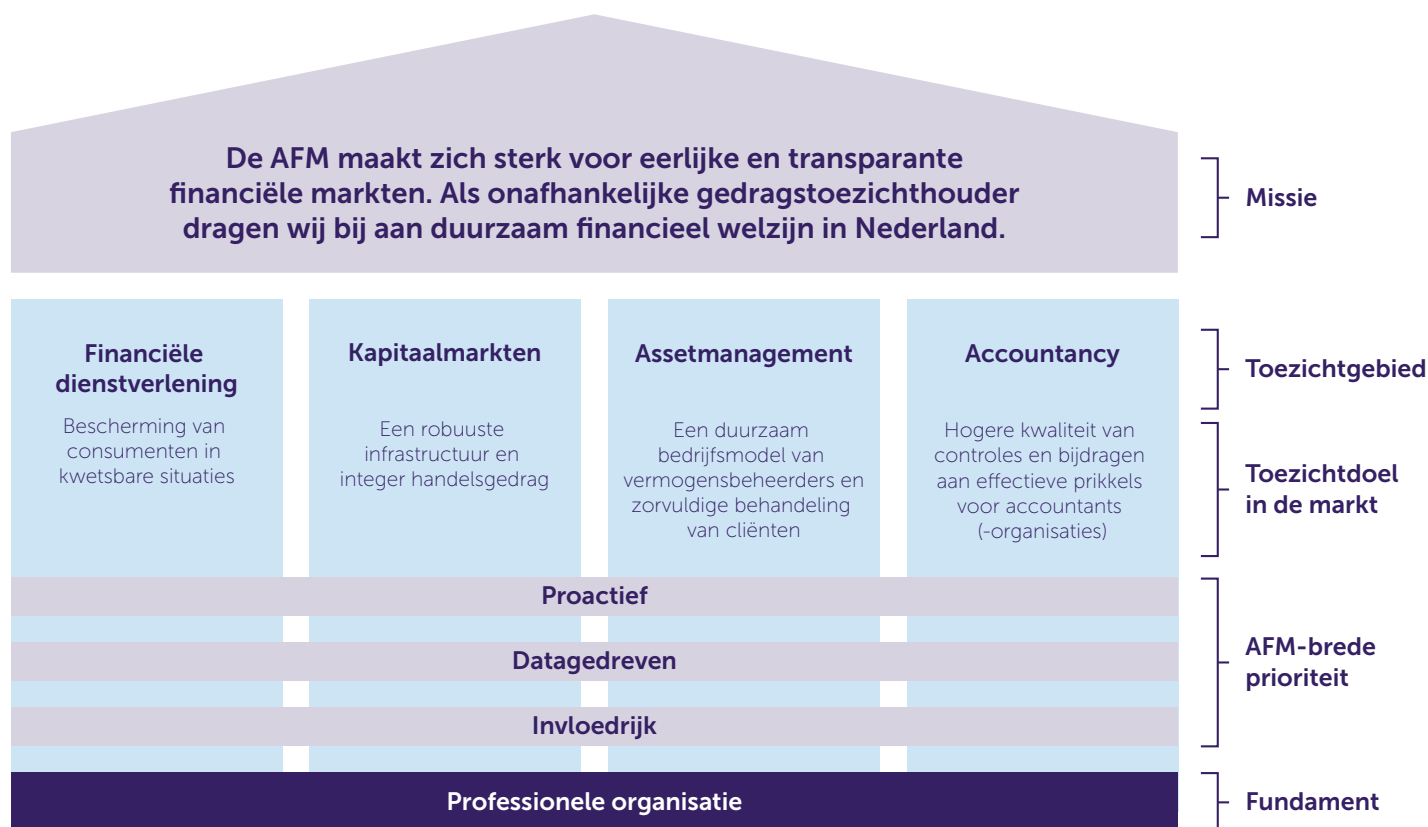 De AFM maakt zich sterk voor eerlijke en transparante
financiële markten. Als onafhankelijke gedragstoezichthouder
dragen wij bij aan duurzaam financieel welzijn in Nederland.
Missie
Financiële
dienstverlening
Kapitaalmarkten
Assetmanagement
Accountancy
Toezichtgebied
Bescherming van
consumenten in
kwetsbare situaties
Een robuuste
infrastructuur en
integer handelsgedrag
Een duurzaam
bedrijfsmodel van
vermogensbeheerders en
zorvuldige behandeling
van cliënten
Hogere kwaliteit van
controles en bijdragen
aan effectieve prikkels
voor accountants
(-organisaties)
Toezichtdoel
in de markt
Proactief
Datagedreven
Invloedrijk
AFM-brede
prioriteit
Professionele organisatie
Fundament